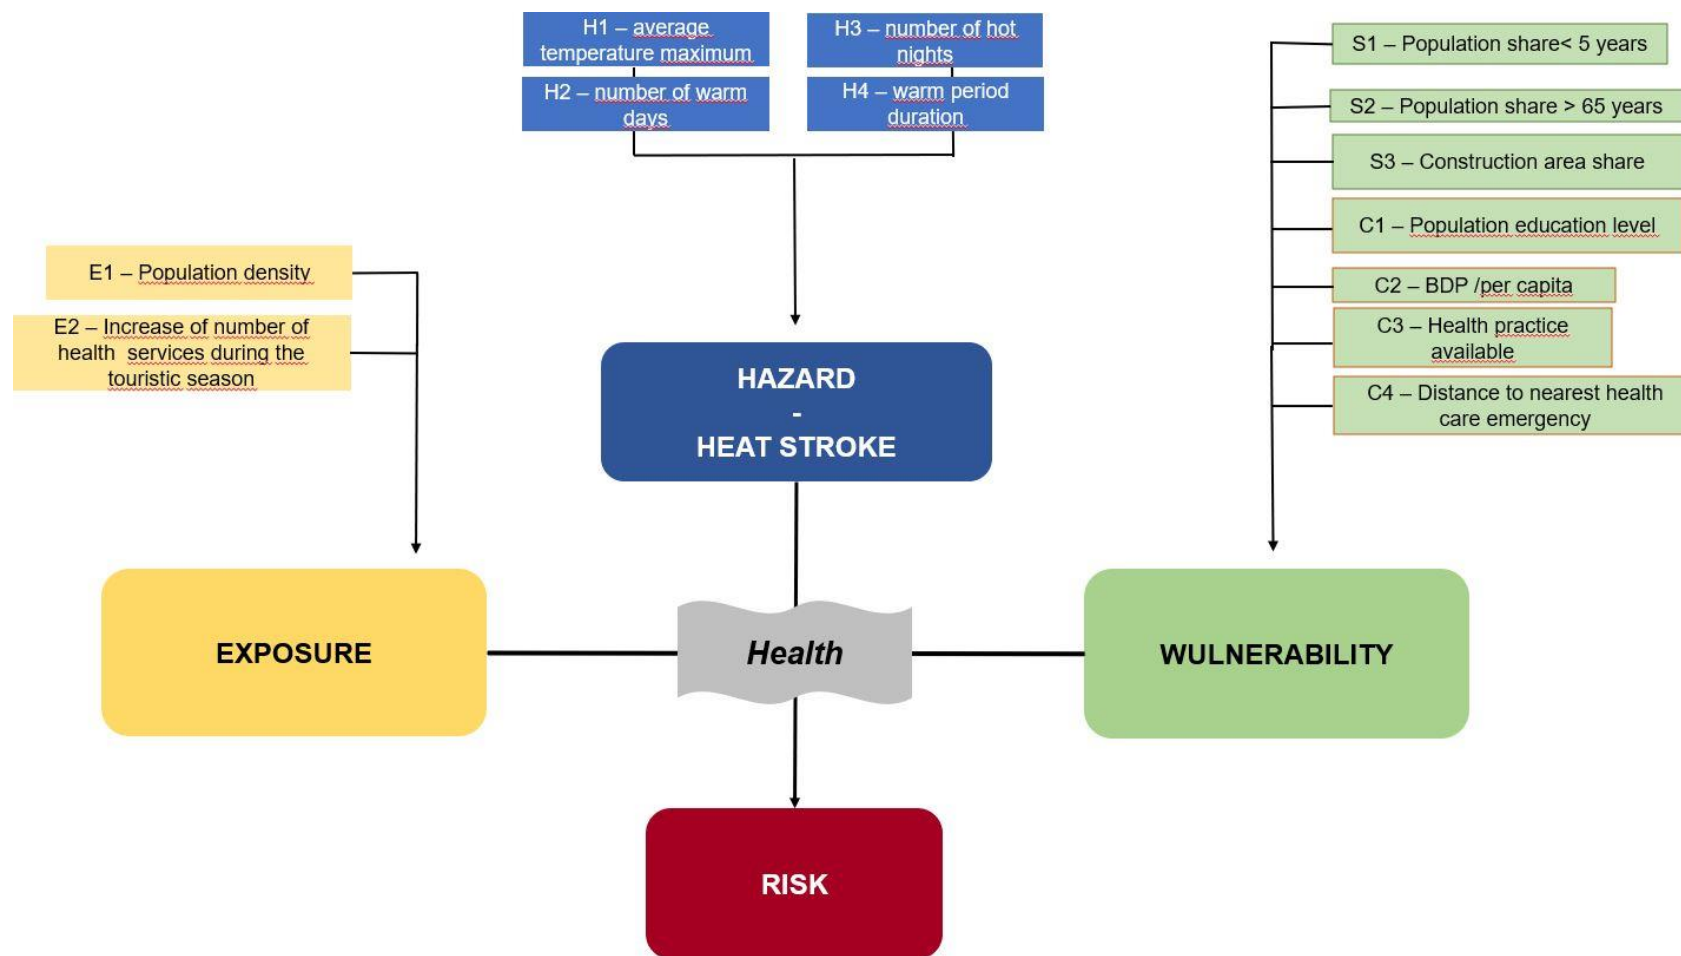 H1 – average
temperature maximum
H2 – number of warm
days
H3 – number of hot
nights
H4 – warm period
duration
S1 – Population share< 5 years
S2 – Population share > 65 years
S3 – Construction area share
C1 – Population education level
C2 – BDP /per capita
C3 – Health practice
available
C4 – Distance to nearest health
care emergency
E1 – Population density
E2 – Increase of number of
health services during the
touristic season
HAZARD
-
HEAT STROKE
EXPOSURE
Health
WULNERABILITY
RISK